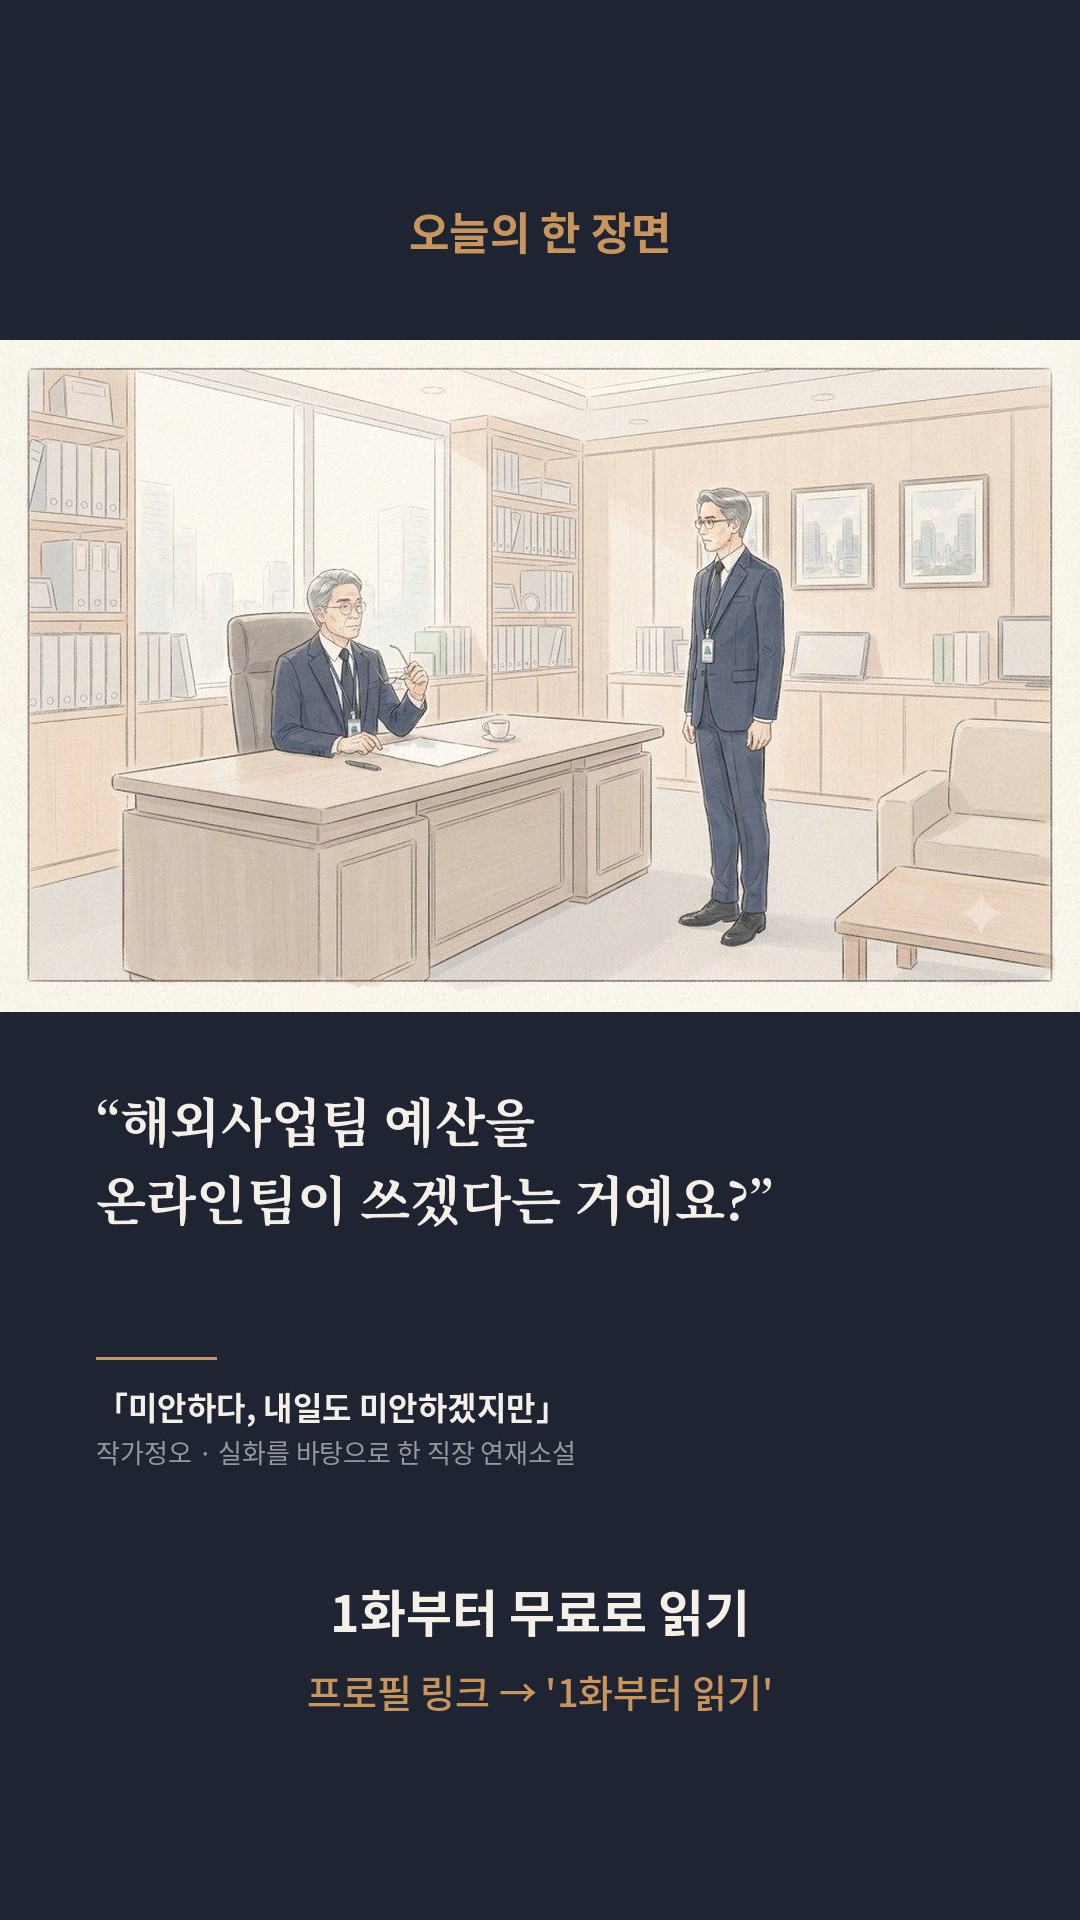 오늘의 한 장면
“해외사업팀 예산을
온라인팀이 쓰겠다는 거예요?”
「미안하다, 내일도 미안하겠지만」
작가정오 · 실화를 바탕으로 한 직장 연재소설
1화부터 무료로 읽기
프로필 링크 → '1화부터 읽기'